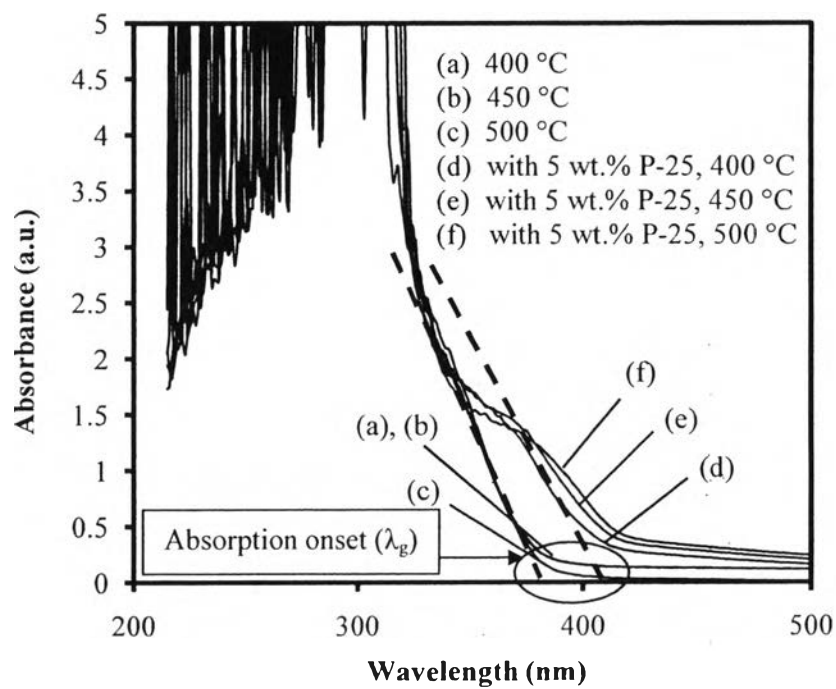 5
4.5
4
3.5
3
2.5
2
1.5
1
0.5
0
Absorbance (a.u.)
(a) 400 °C
(b) 450 °C
(c) 500 °C
(d) with 5 wt.% P-25, 400 °C
(e) with 5 wt.% P-25, 450 °C
(f) with 5 wt.% P-25, 500 °C
(f)
(a), (b)
(e)
(d)
(c)
Absorption onset (λg)
200
300
400
500
Wavelength (nm)